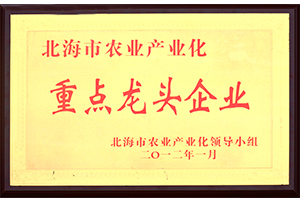 北海市农业产业化
重点龙头企业
北海市农业产业化领导小组
二〇一二年一月